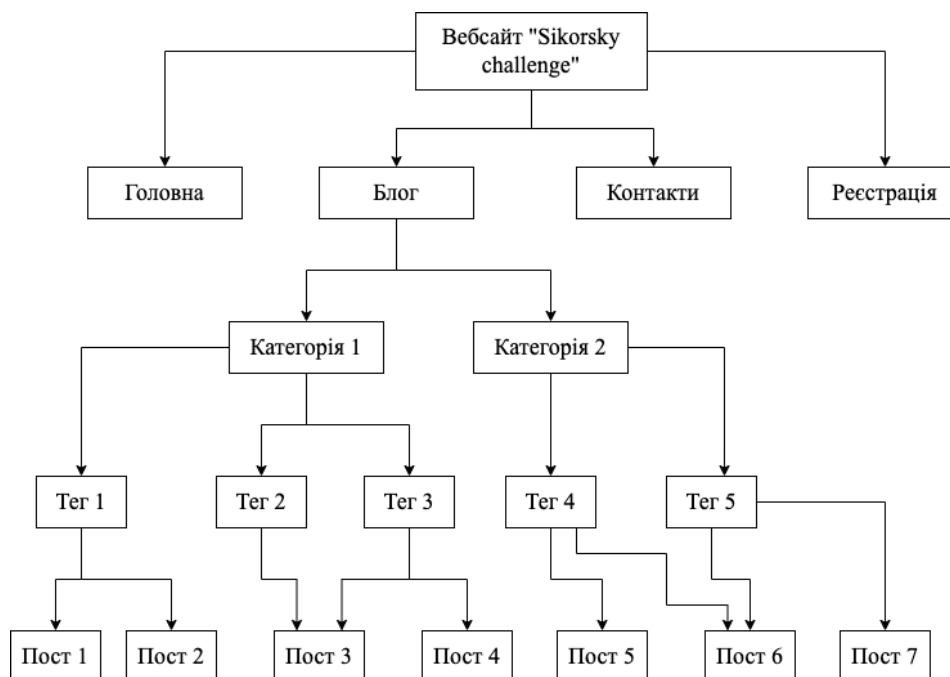 Вебсайт "Sikorsky
challenge"
Головна
Блог
Контакти
Реєстрація
Категорія 1
Категорія 2
Тег 1
Тег 2
Тег 3
Тег 4
Тег 5
Пост 1
Пост 2
Пост 3
Пост 4
Пост 5
Пост 6
Пост 7